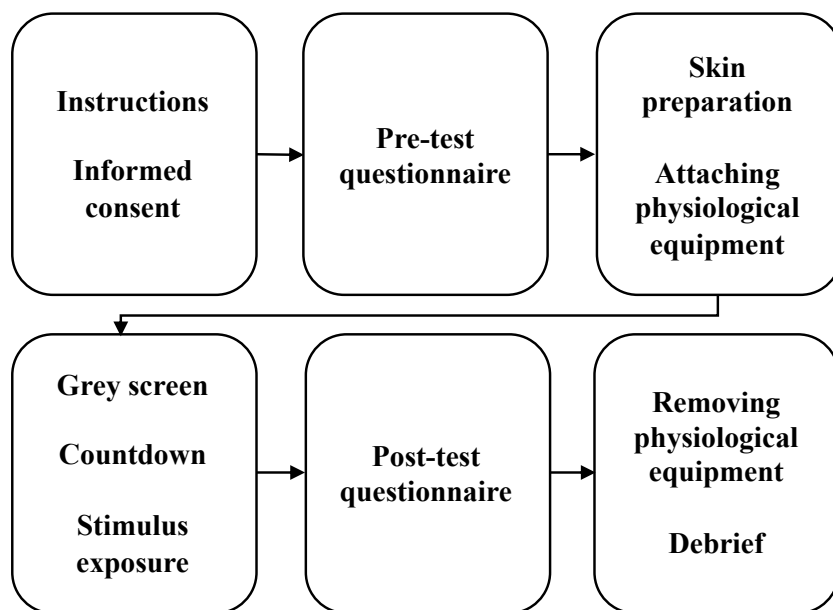 Instructions
Informed
consent
Pre-test
questionnaire
Skin
preparation
Attaching
physiological
equipment
Grey screen
Countdown
Stimulus
exposure
Post-test
questionnaire
Removing
physiological
equipment
Debrief